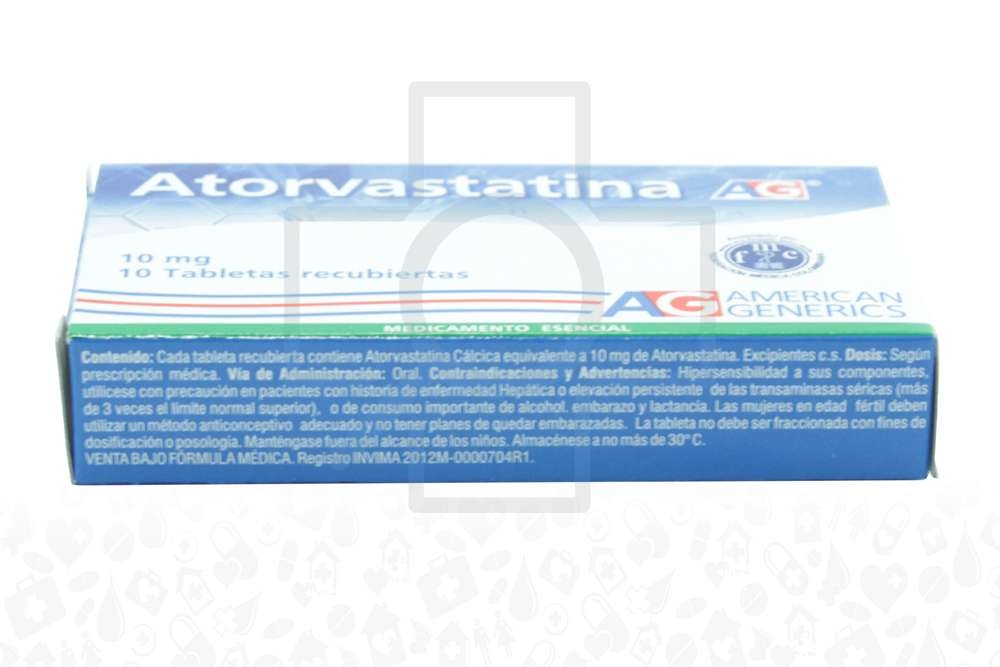 Atorvastatina AG®
10 mg
10 Tabletas recubiertas
fmc
AG AMERICAN
GENERICS
MEDICAMENTO ESENCIAL
Contenido: Cada tableta recubierta contiene Atorvastatina Cálcica equivalente a 10 mg de Atorvastatina. Excipientes c.s. Dosis: Según
prescripción médica. Vía de Administración: Oral. Contraindicaciones y Advertencias: Hipersensibilidad a sus componentes,
utilícese con precaución en pacientes con historia de enfermedad Hepática o elevación persistente de las transaminasas séricas (más
de 3 veces el límite normal superior), o de consumo importante de alcohol. embarazo y lactancia. Las mujeres en edad fértil deben
utilizar un método anticonceptivo adecuado y no tener planes de quedar embarazadas. La tableta no debe ser fraccionada con fines de
dosificación o posología. Manténgase fuera del alcance de los niños. Almacénese a no más de 30° C.
VENTA BAJO FÓRMULA MÉDICA. Registro INVIMA 2012M-0000704R1.